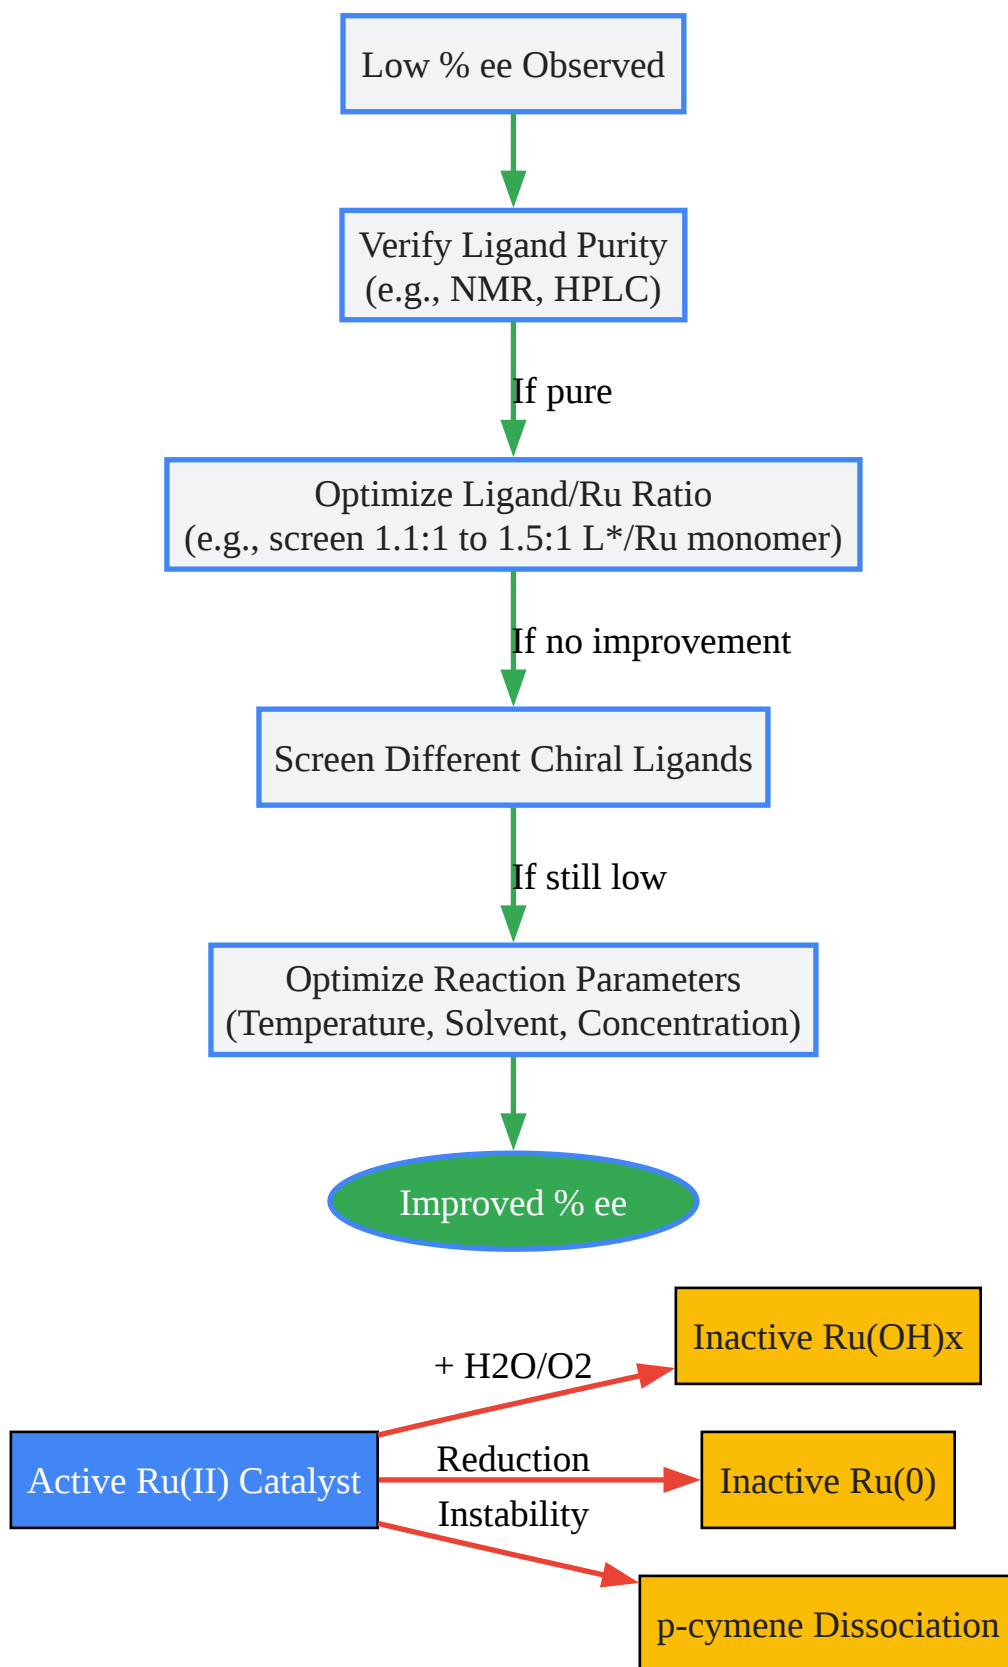 Low % ee Observed
Verify Ligand Purity
(e.g., NMR, HPLC)
If pure
Optimize Ligand/Ru Ratio
(e.g., screen 1.1:1 to 1.5:1 L*/Ru monomer)
If no improvement
Screen Different Chiral Ligands
If still low
Optimize Reaction Parameters
(Temperature, Solvent, Concentration)
Improved % ee
Inactive Ru(OH)x
+ H2O/O2
Active Ru(II) Catalyst
Reduction
Inactive Ru(0)
Instability
p-cymene Dissociation